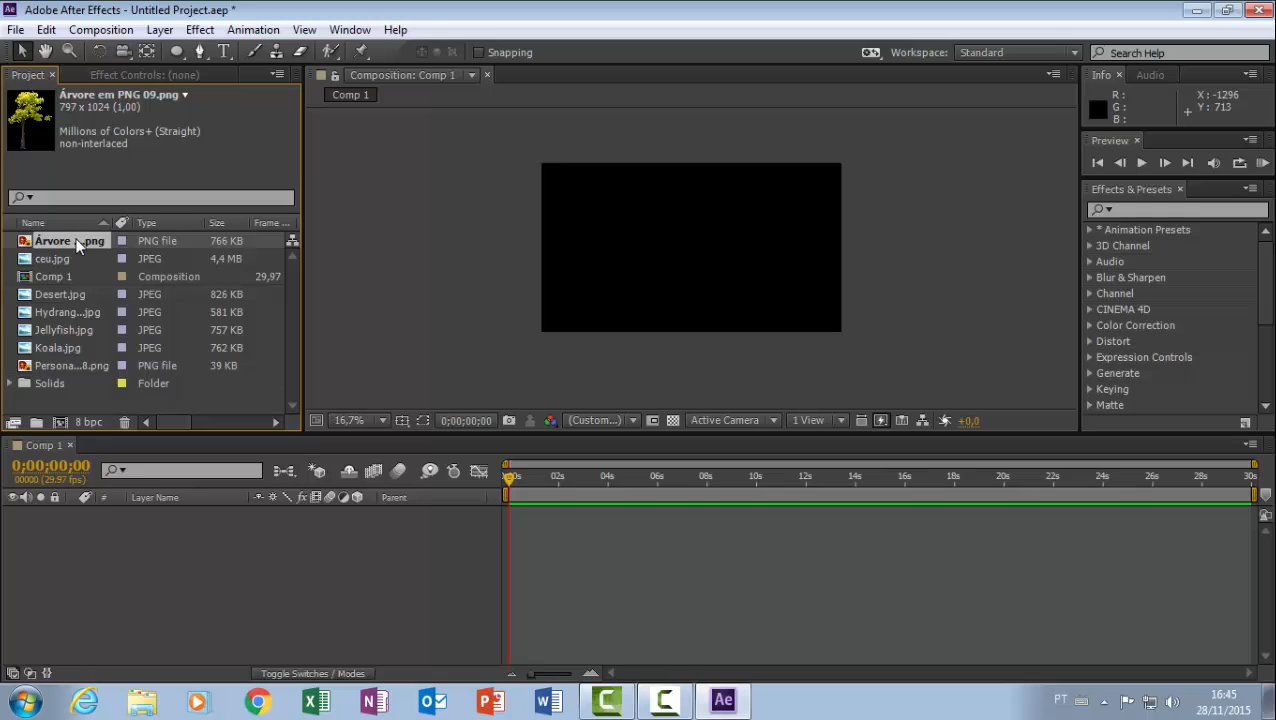 Adobe After Effects - Untitled Project.aep *
File Edit Composition Layer Effect Animation View Window Help
Snapping
Workspace: Standard
Search Help
Project Effect Controls: (none)
Composition: Comp 1
Info Audio
Árvore em PNG 09.png
797 x 1024 (1,00)
Comp 1
R: X: -1296
G: Y: 713
B:
Millions of Colors+ (Straight)
non-interlaced
Preview
Effects & Presets
Name Type Size Frame ...
Árvore ...png PNG file 766 KB
ceu.jpg JPEG 4,4 MB
Comp 1 Composition 29,97
Desert.jpg JPEG 826 KB
Hydrang...jpg JPEG 581 KB
Jellyfish.jpg JPEG 757 KB
Koala.jpg JPEG 762 KB
Persona...8.png PNG file 39 KB
Solids Folder
* Animation Presets
3D Channel
Audio
Blur & Sharpen
Channel
CINEMA 4D
Color Correction
Distort
Expression Controls
Generate
Keying
Matte
8 bpc
16,7% 0;00;00;00 (Custom...) Active Camera 1 View +0,0
Comp 1
0;00;00;00
00000 (29.97 fps)
# Layer Name Parent
02s 04s 06s 08s 10s 12s 14s 16s 18s 20s 22s 24s 26s 28s 30s
Toggle Switches / Modes
PT
16:45
28/11/2015